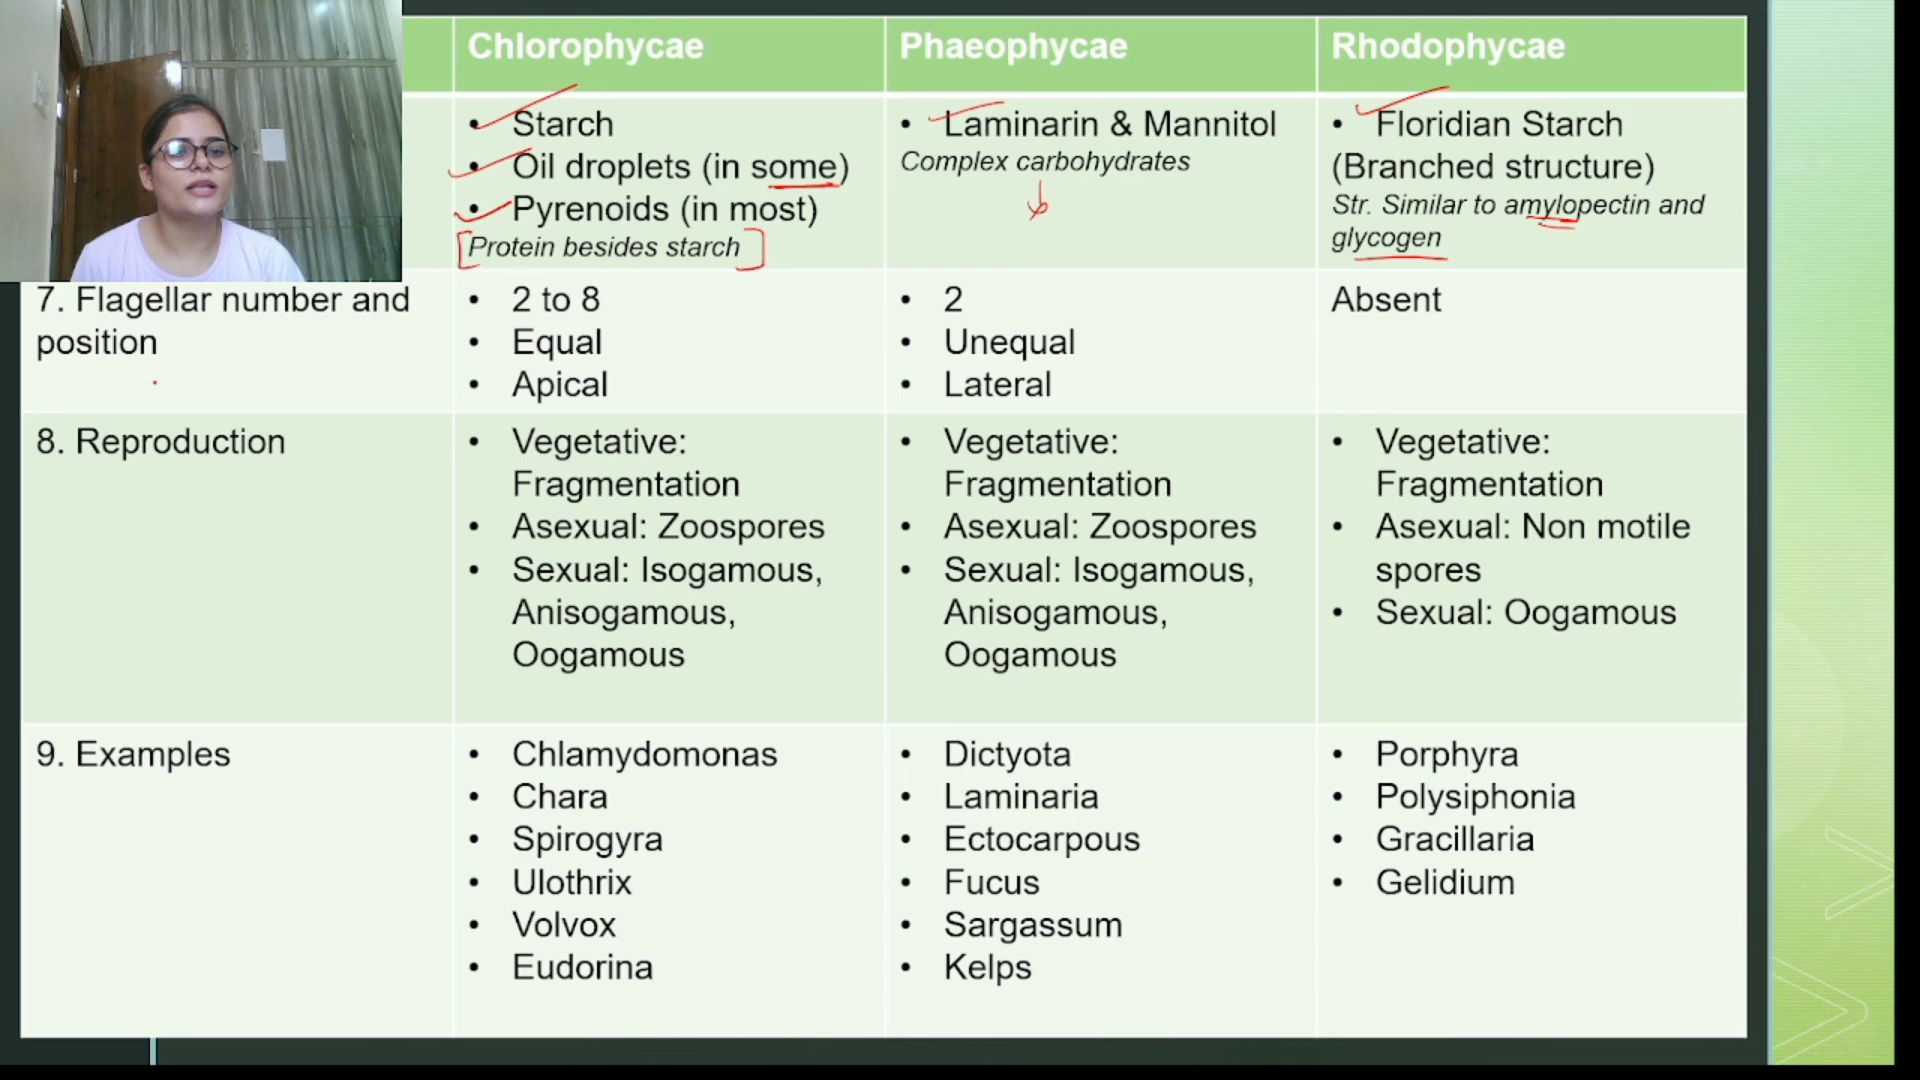 Chlorophycae
Phaeophycae
Rhodophycae
• Starch
• Oil droplets (in some)
• Pyrenoids (in most)
Protein besides starch
• Laminarin & Mannitol
Complex carbohydrates
• Floridian Starch
(Branched structure)
Str. Similar to amylopectin and
glycogen
7. Flagellar number and
position
• 2 to 8
• Equal
• Apical
• 2
• Unequal
• Lateral
Absent
8. Reproduction
• Vegetative:
Fragmentation
• Asexual: Zoospores
• Sexual: Isogamous,
Anisogamous,
Oogamous
• Vegetative:
Fragmentation
• Asexual: Zoospores
• Sexual: Isogamous,
Anisogamous,
Oogamous
• Vegetative:
Fragmentation
• Asexual: Non motile
spores
• Sexual: Oogamous
9. Examples
• Chlamydomonas
• Chara
• Spirogyra
• Ulothrix
• Volvox
• Eudorina
• Dictyota
• Laminaria
• Ectocarpous
• Fucus
• Sargassum
• Kelps
• Porphyra
• Polysiphonia
• Gracillaria
• Gelidium